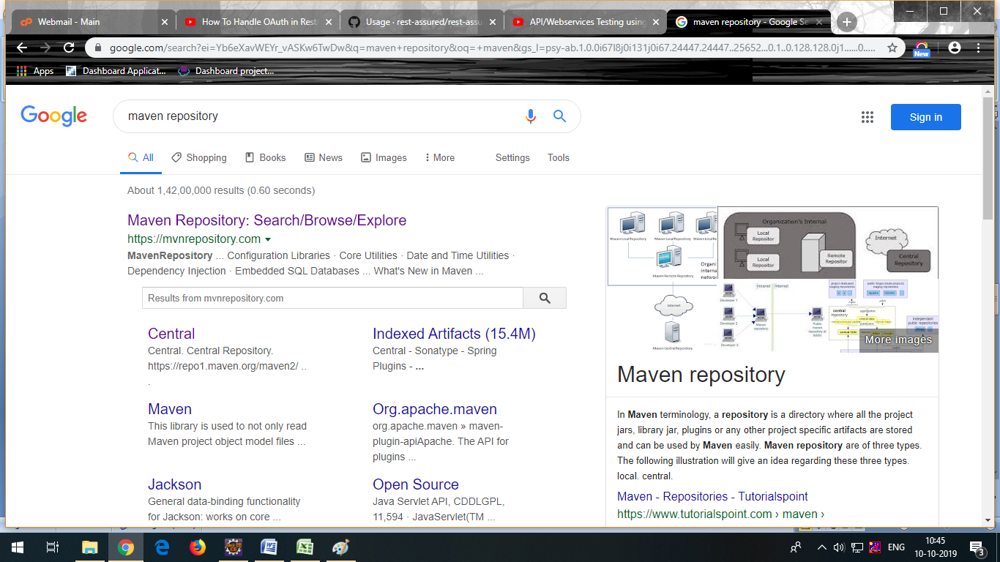 Webmail - Main
How To Handle OAuth in Rest
Usage · rest-assured/rest-assu
API/Webservices Testing using
maven repository - Google Se
google.com/search?ei=Yb6eXavWEYr_vASKw6TwDw&q=maven+repository&oq=+maven&gs_l=psy-ab.1.0.0i67l8j0i131j0i67.24447.24447..25652...0.1..0.128.128.0j1......0.....
New
Apps
Dashboard Applicat...
Dashboard project...
Google
maven repository
Sign in
All
Shopping
Books
News
Images
More
Settings
Tools
About 1,42,00,000 results (0.60 seconds)
Maven Repository: Search/Browse/Explore
https://mvnrepository.com
MavenRepository ... Configuration Libraries · Core Utilities · Date and Time Utilities ·
Dependency Injection · Embedded SQL Databases ... What's New in Maven ...
Results from mvnrepository.com
Central
Central. Central Repository.
https://repo1.maven.org/maven2/ ..
.
Indexed Artifacts (15.4M)
Central - Sonatype - Spring
Plugins - ...
Maven
This library is used to not only read
Maven project object model files ...
Org.apache.maven
org.apache.maven » maven-
plugin-apiApache. The API for
plugins ...
Jackson
General data-binding functionality
for Jackson: works on core ...
Open Source
Java Servlet API, CDDLGPL,
11,594 · JavaServlet(TM ...
Maven Local Repository
Maven Local Repository
Maven Local Repository
Maven Remote Repository
Organi
interna
network
internet
Maven Central Repository
Organization's Internal
Local
Repositor
Local
Repositor
Remote
Repositor
Internet
Central
Repository
Intranet
Internet
Developer 1
Developer 2
Developer 3
Maven
repository
central
repository
More images
Maven repository
In Maven terminology, a repository is a directory where all the project
jars, library jar, plugins or any other project specific artifacts are stored
and can be used by Maven easily. Maven repository are of three types.
The following illustration will give an idea regarding these three types.
local. central.
Maven - Repositories - Tutorialspoint
https://www.tutorialspoint.com › maven ›
ENG
10:45
10-10-2019
3